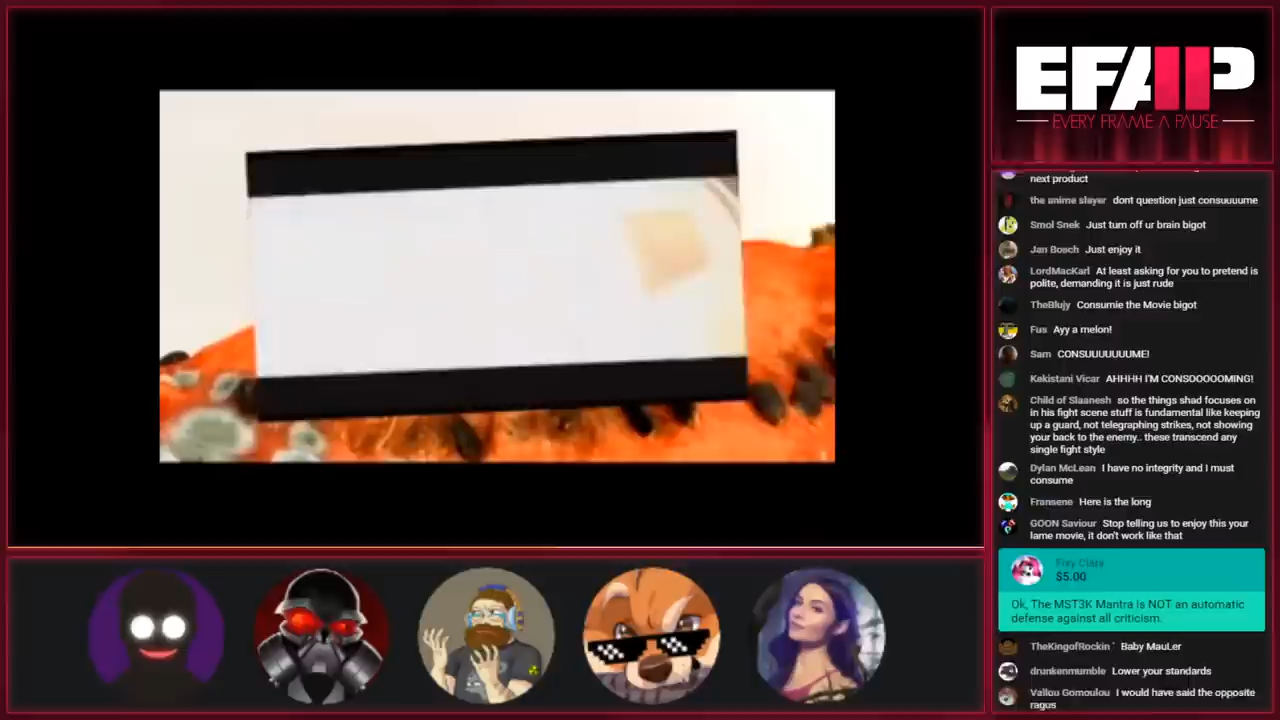 EFAP
EVERY FRAME A PAUSE
next product
the anime slayer dont question just consuuuume
Smol Snek Just turn off ur brain bigot
Jan Bosch Just enjoy it
LordMacKarl At least asking for you to pretend is
polite, demanding it is just rude
TheBlujy Consumie the Movie bigot
Fus Ayy a melon!
Sam CONSUUUUUUUME!
Kekistani Vicar AHHHH I'M CONSOOOOOMING!
Child of Slaanesh so the things shad focuses on
in his fight scene stuff is fundamental like keeping
up a guard, not telegraphing strikes, not showing
your back to the enemy.. these transcend any
single fight style
Dylan McLean I have no integrity and I must
consume
Fransene Here is the long
GOON Saviour Stop telling us to enjoy this your
lame movie, it don't work like that
$5.00
Ok, The MST3K Mantra is NOT an automatic
defense against all criticism.
TheKingofRockin ' Baby MauLer
drunkenmumble Lower your standards
Vallou Gomoulou I would have said the opposite
ragus